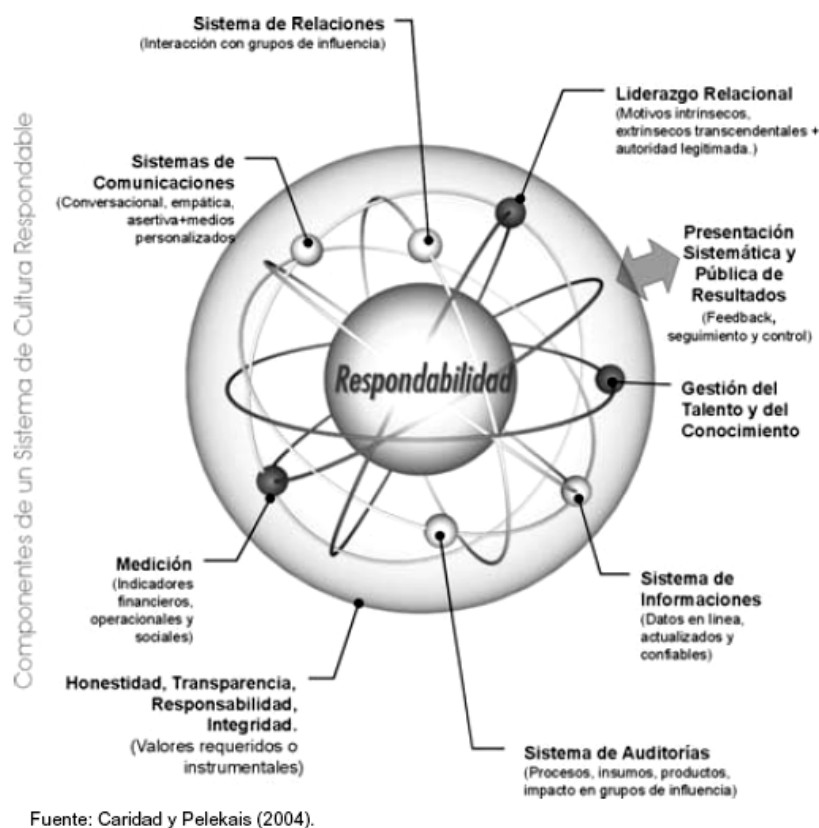 Componentes de un Sistema de Cultura Respondable
Sistema de Relaciones
(Interacción con grupos de influencia)
Liderazgo Relacional
(Motivos intrínsecos,
extrínsecos transcendentales +
autoridad legitimada.)
Sistemas de
Comunicaciones
(Conversacional, empática,
asertiva+medios
personalizados
Presentación
Sistemática y
Pública de
Resultados
(Feedback,
seguimiento y control)
Respondabilidad
Gestión del
Talento y del
Conocimiento
Medición
(Indicadores
financieros,
operacionales y
sociales)
Sistema de
Informaciones
(Datos en línea,
actualizados y
confiables)
Honestidad, Transparencia,
Responsabilidad,
Integridad.
(Valores requeridos o
instrumentales)
Sistema de Auditorías
(Procesos, insumos, productos,
impacto en grupos de influencia)
Fuente: Caridad y Pelekais (2004).